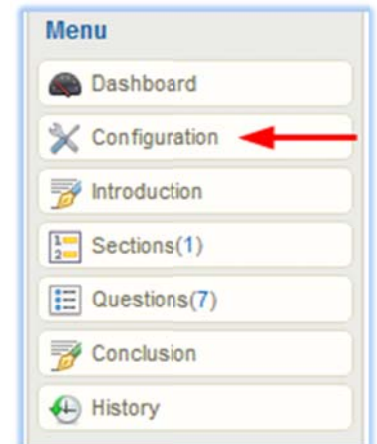 Menu
Dashboard
Configuration
Introduction
Sections(1)
Questions(7)
Conclusion
History